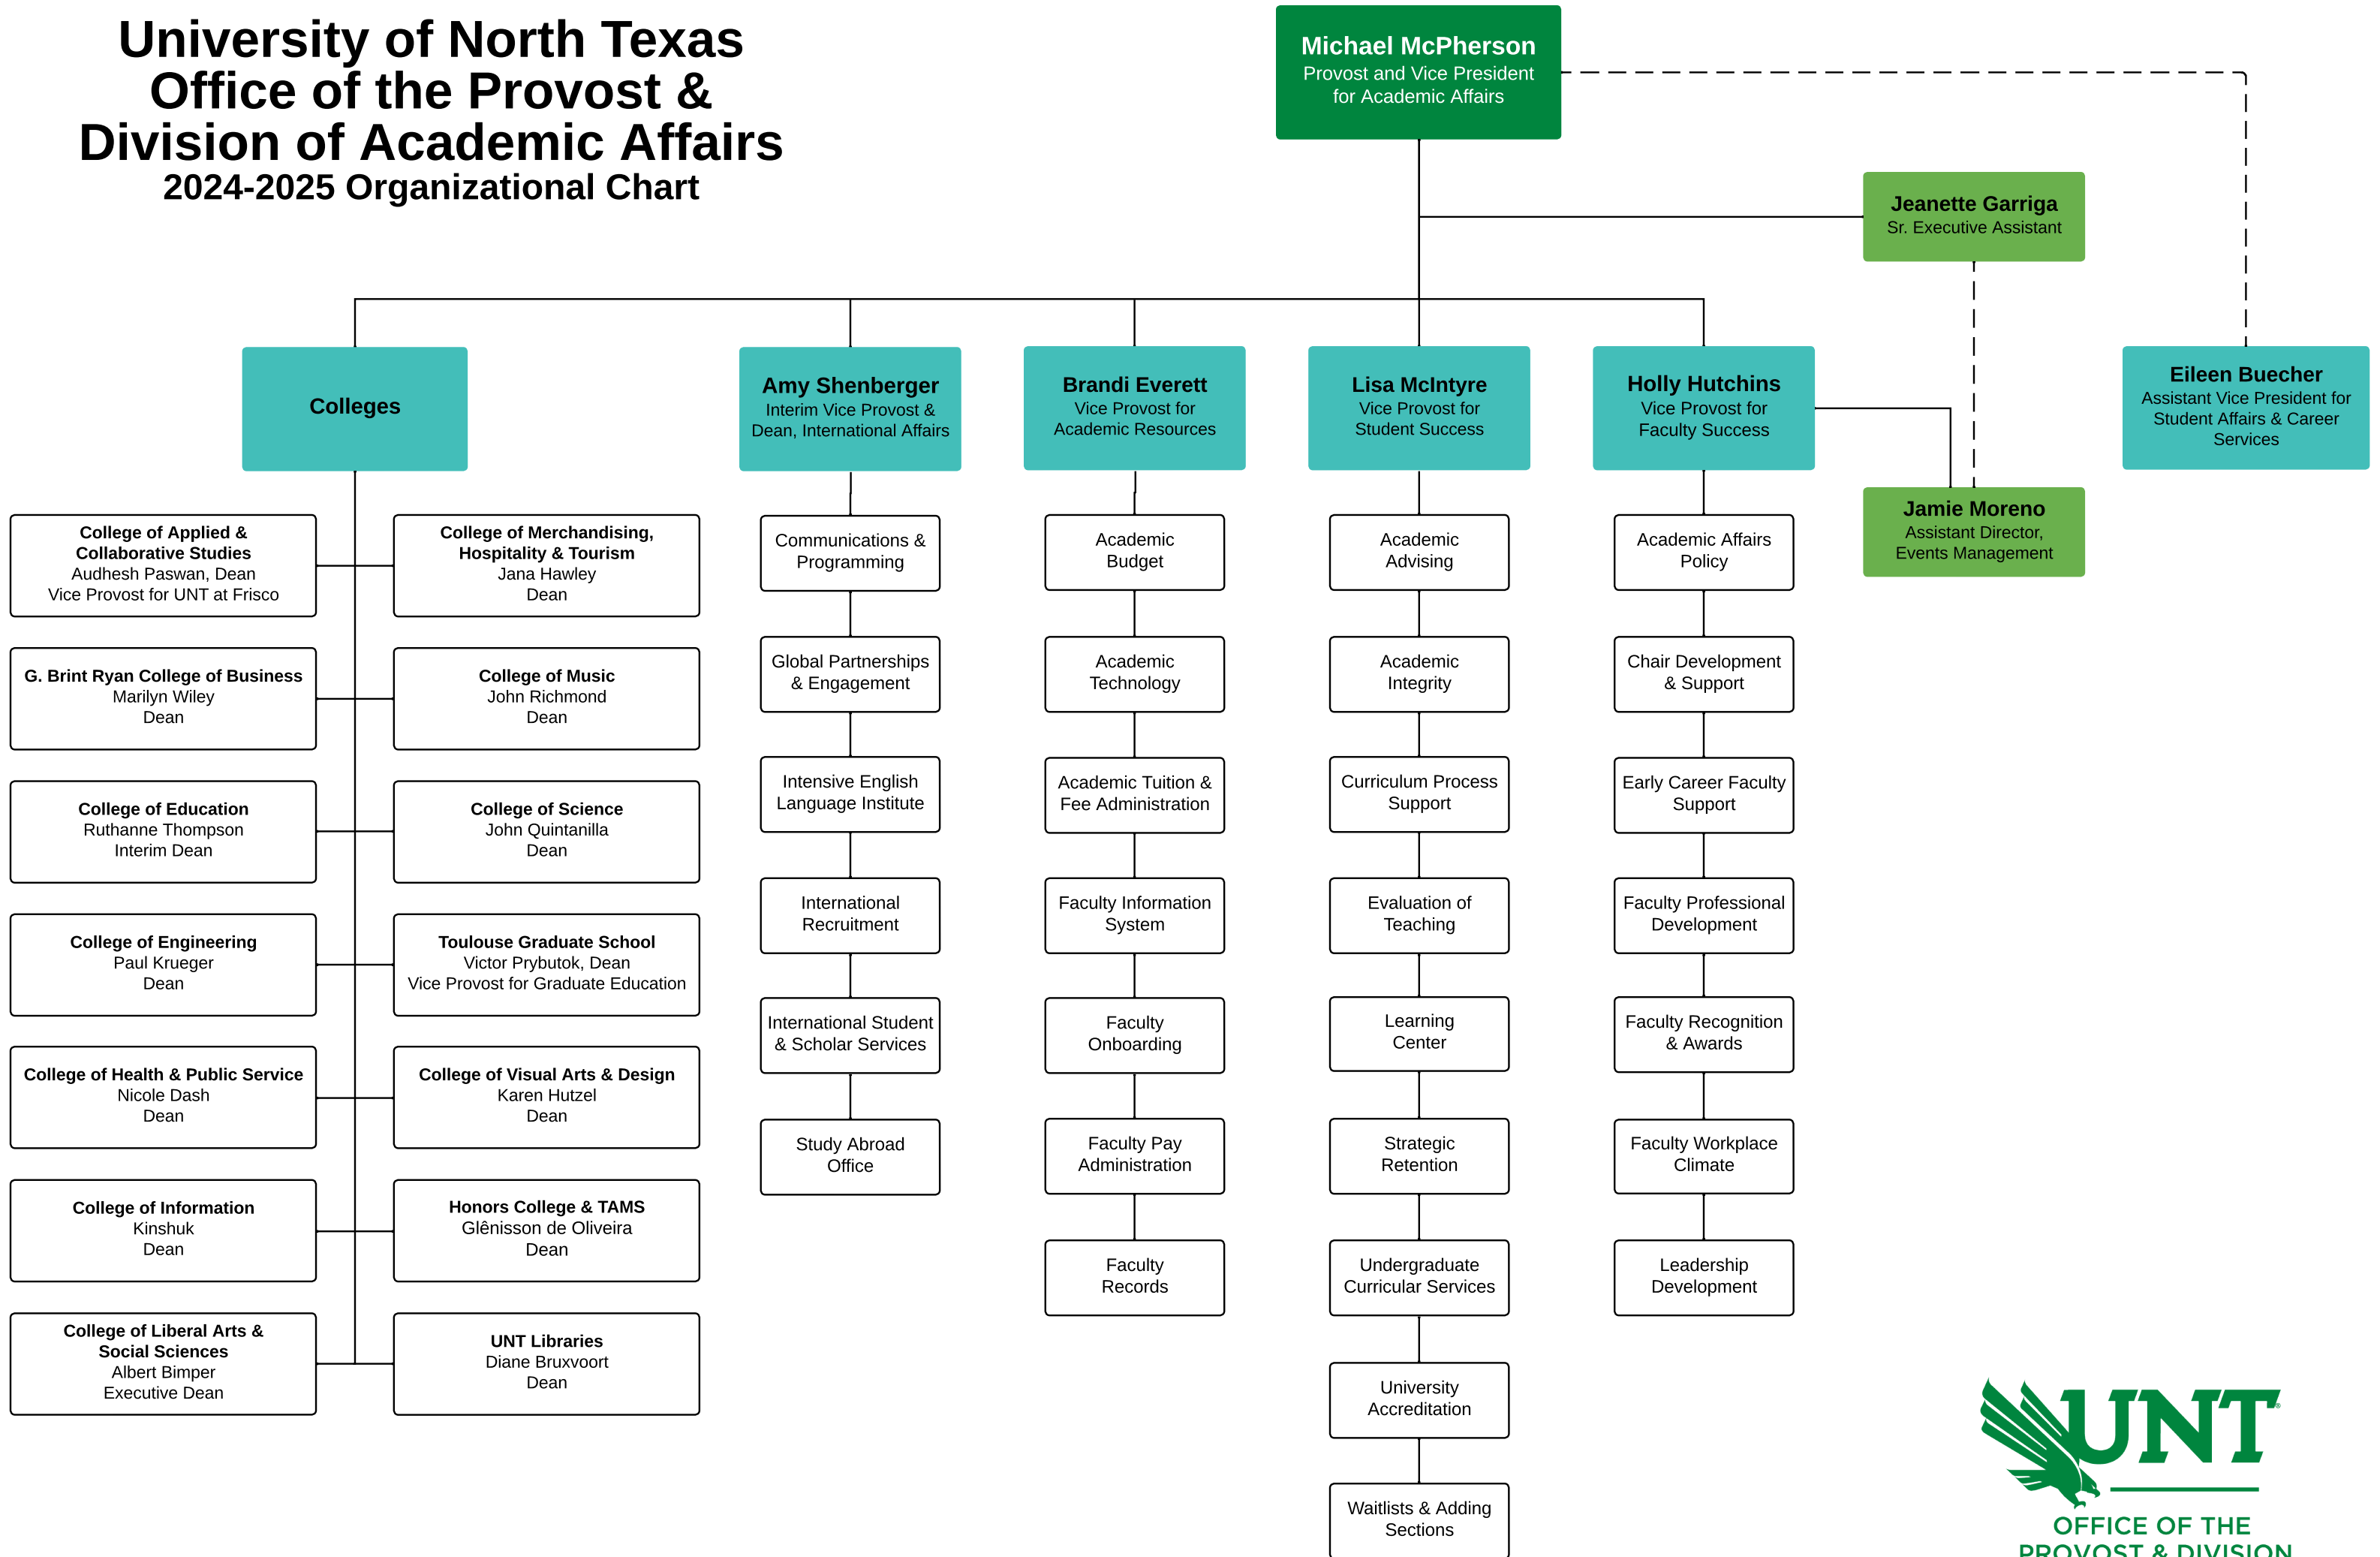 University of North Texas
Office of the Provost &
Division of Academic Affairs
2024-2025 Organizational Chart
Michael McPherson
Provost and Vice President
for Academic Affairs
Jeanette Garriga
Sr. Executive Assistant
Colleges
Amy Shenberger
Interim Vice Provost &
Dean, International Affairs
Brandi Everett
Vice Provost for
Academic Resources
Lisa McIntyre
Vice Provost for
Student Success
Holly Hutchins
Vice Provost for
Faculty Success
Eileen Buecher
Assistant Vice President for
Student Affairs & Career
Services
Jamie Moreno
Assistant Director,
Events Management
College of Applied &
Collaborative Studies
Audhesh Paswan, Dean
Vice Provost for UNT at Frisco
College of Merchandising,
Hospitality & Tourism
Jana Hawley
Dean
G. Brint Ryan College of Business
Marilyn Wiley
Dean
College of Music
John Richmond
Dean
College of Education
Ruthanne Thompson
Interim Dean
College of Science
John Quintanilla
Dean
College of Engineering
Paul Krueger
Dean
Toulouse Graduate School
Victor Prybutok, Dean
Vice Provost for Graduate Education
College of Health & Public Service
Nicole Dash
Dean
College of Visual Arts & Design
Karen Hutzel
Dean
College of Information
Kinshuk
Dean
Honors College & TAMS
Glênisson de Oliveira
Dean
College of Liberal Arts &
Social Sciences
Albert Bimper
Executive Dean
UNT Libraries
Diane Bruxvoort
Dean
Communications &
Programming
Global Partnerships
& Engagement
Intensive English
Language Institute
International
Recruitment
International Student
& Scholar Services
Study Abroad
Office
Academic
Budget
Academic
Technology
Academic Tuition &
Fee Administration
Faculty Information
System
Faculty
Onboarding
Faculty Pay
Administration
Faculty
Records
Academic
Advising
Academic
Integrity
Curriculum Process
Support
Evaluation of
Teaching
Learning
Center
Strategic
Retention
Undergraduate
Curricular Services
University
Accreditation
Waitlists & Adding
Sections
Academic Affairs
Policy
Chair Development
& Support
Early Career Faculty
Support
Faculty Professional
Development
Faculty Recognition
& Awards
Faculty Workplace
Climate
Leadership
Development
UNT®
OFFICE OF THE
PROVOST & DIVISION